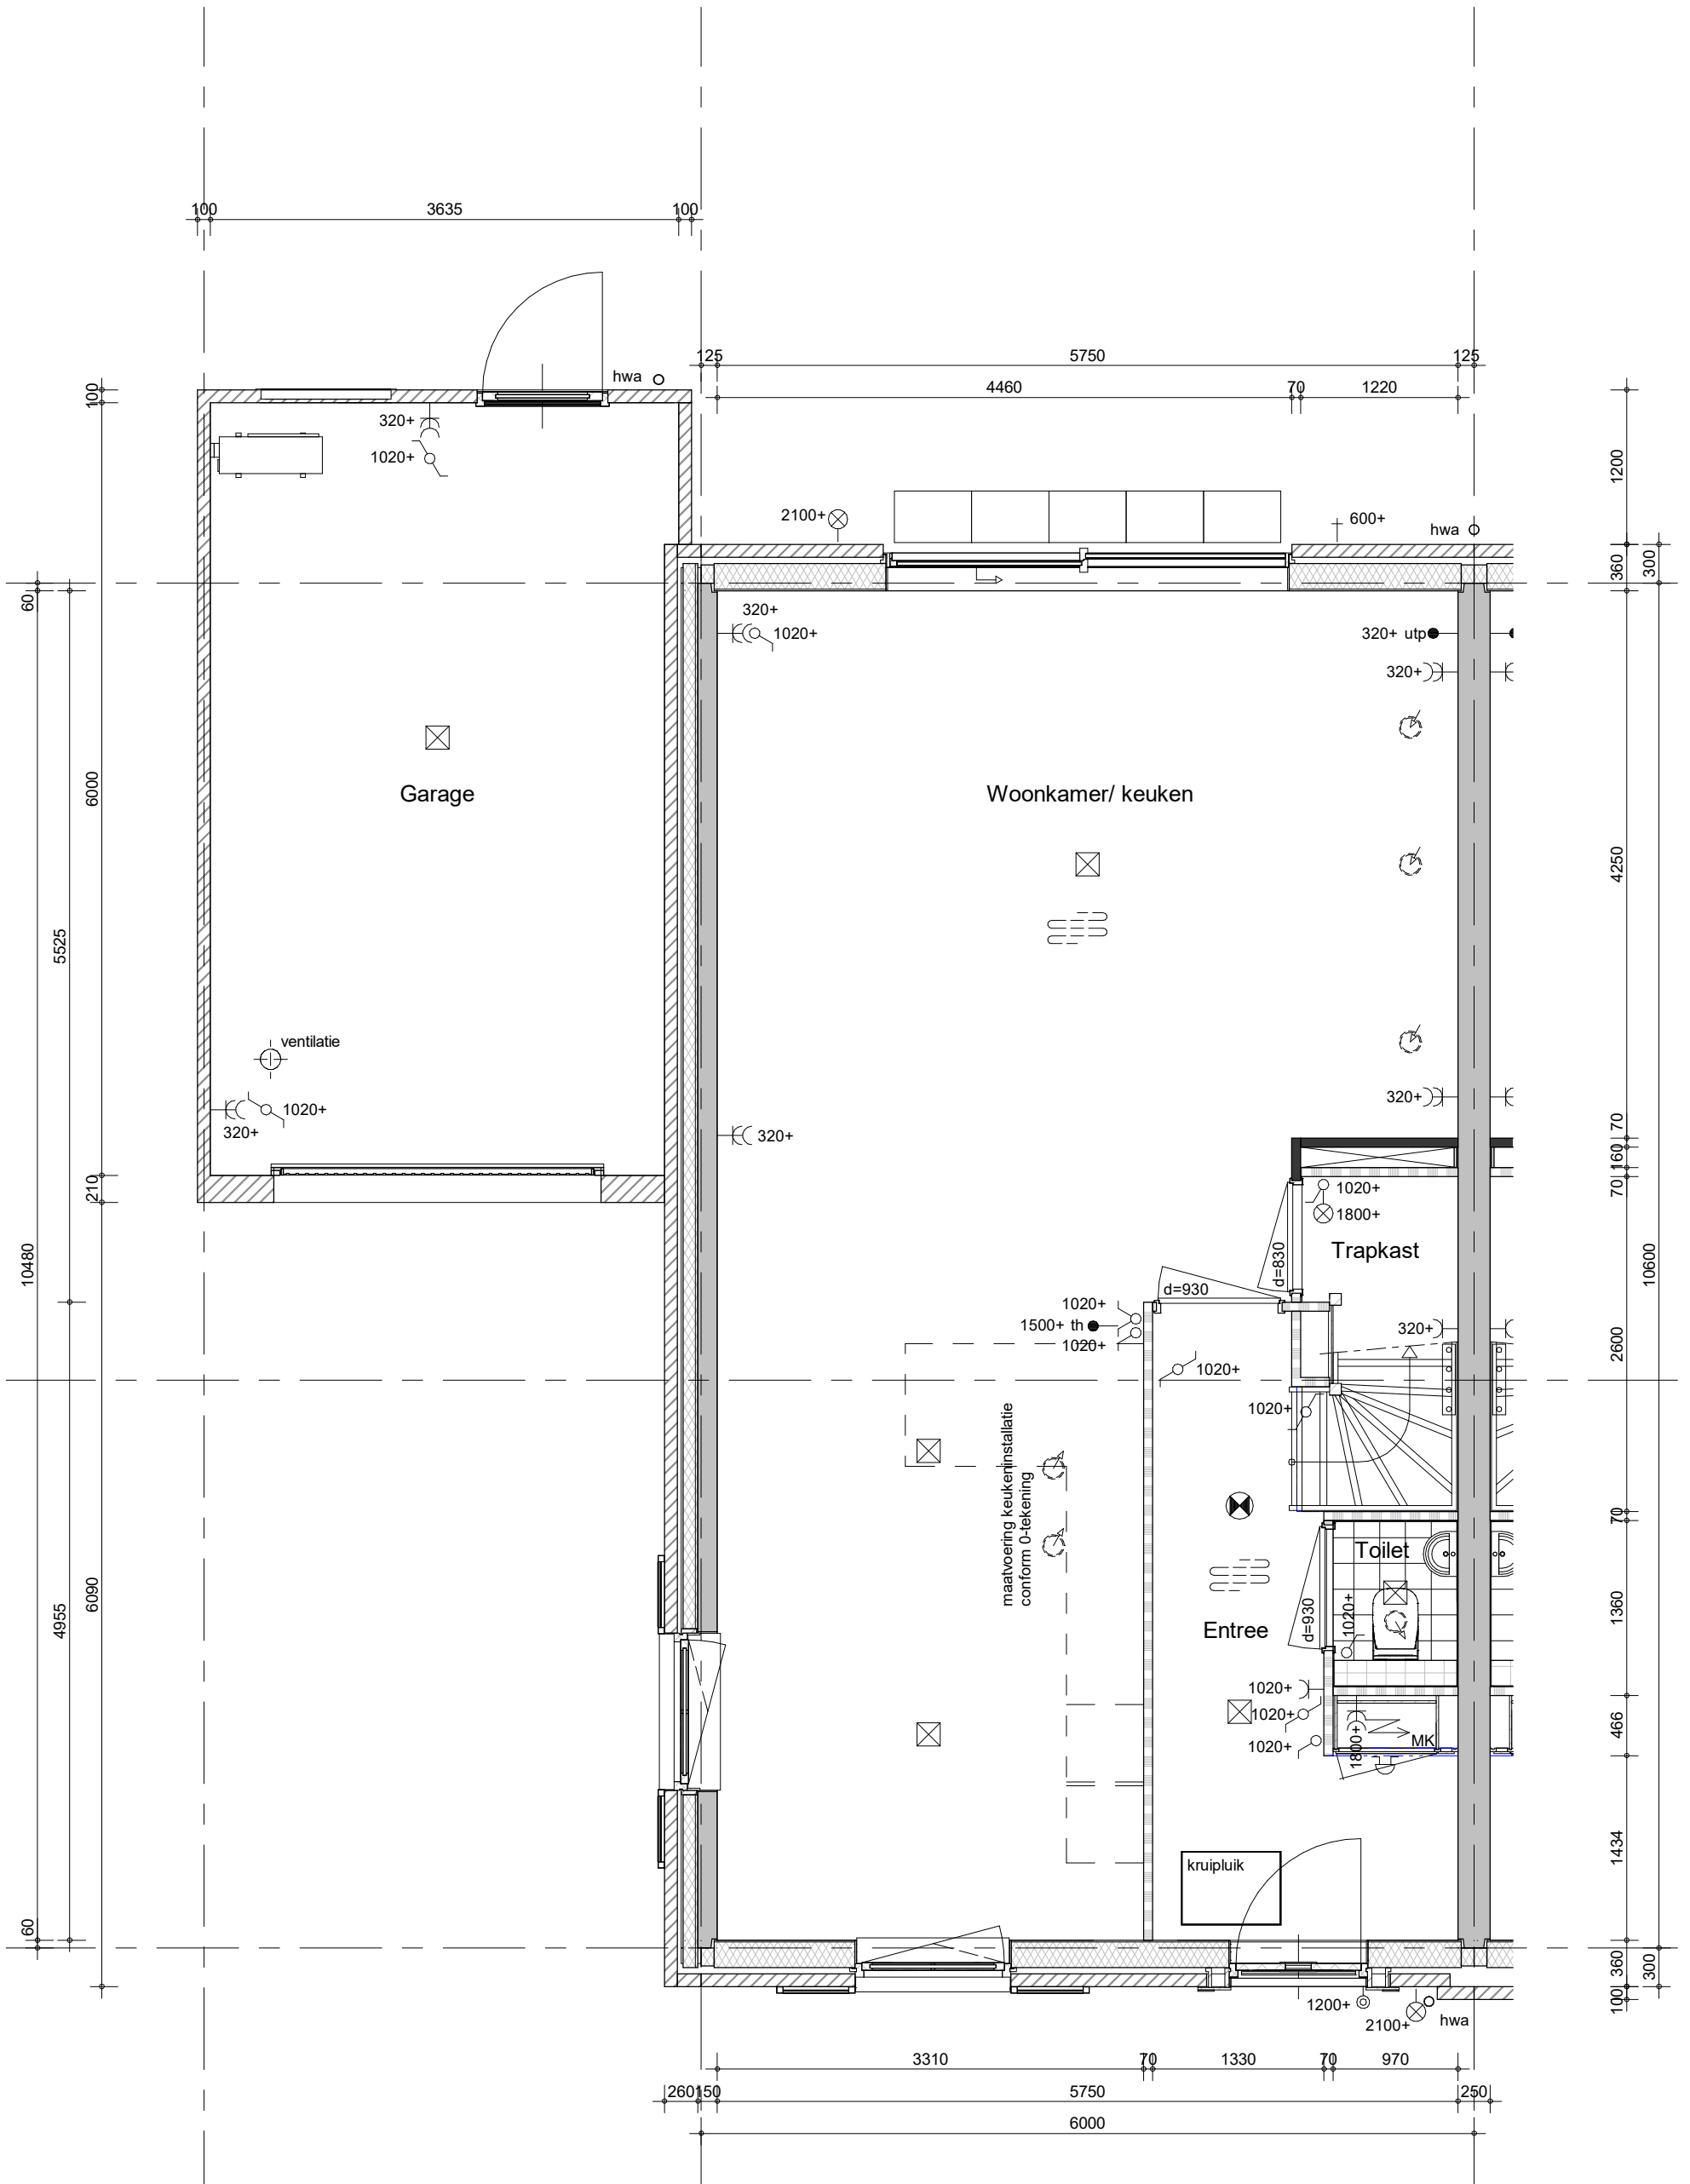 100 3635 100
125 5750 125
hwa
4460 70 1220
100
320+
1020+
1200
2100+
600+
hwa
360
300
60
320+
1020+
320+ utp
320+
Garage
Woonkamer/ keuken
6000
4250
5525
ventilatie
1020+
320+
320+
320+
70
160
70
210
1020+
1800+
Trapkast
d=830
d=930
10480
10600
1020+
1500+ th
1020+
320+
2600
1020+
1020+
maatvoering keukeninstallatie
conform 0-tekening
70
Toilet
6090
4955
1360
Entree
d=930
1020+
1020+
1020+
1020+
1800+
MK
466
1434
kruipluik
60
360
300
100
1200+
2100+
hwa
3310 70 1330 70 970
260 150 5750 250
6000